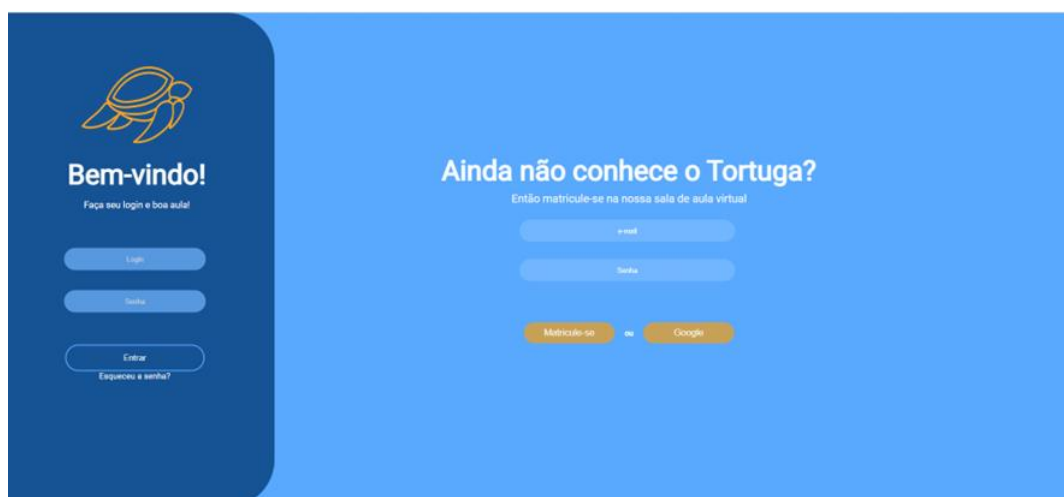 Bem-vindo!
Faça seu login e boa aula!
Login
Senha
Entrar
Esqueceu a senha?
Ainda não conhece o Tortuga?
Então matricule-se na nossa sala de aula virtual
e-mail
Senha
Matricule-se ou Google